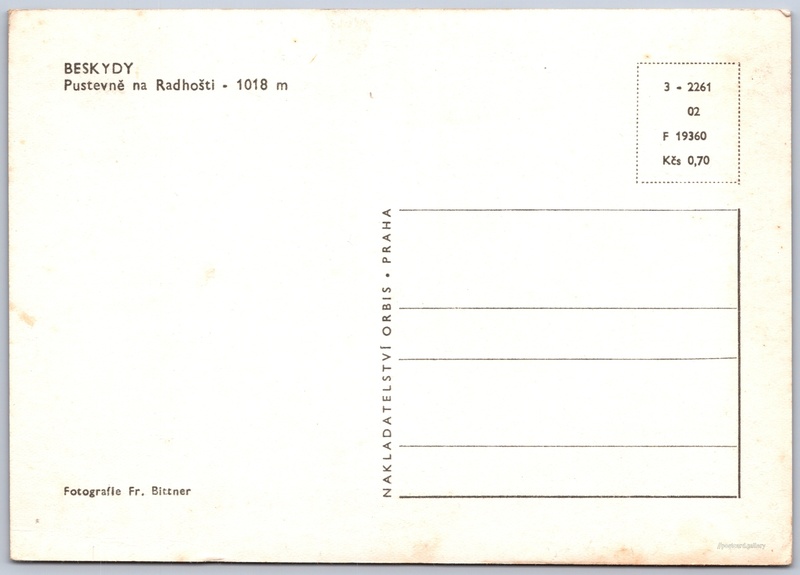 BESKYDY
Pustevně na Radhošti - 1018 m
3 - 2261
02
F 19360
Kčs 0,70
NAKLADATELSTVÍ ORBIS • PRAHA
Fotografie Fr. Bittner